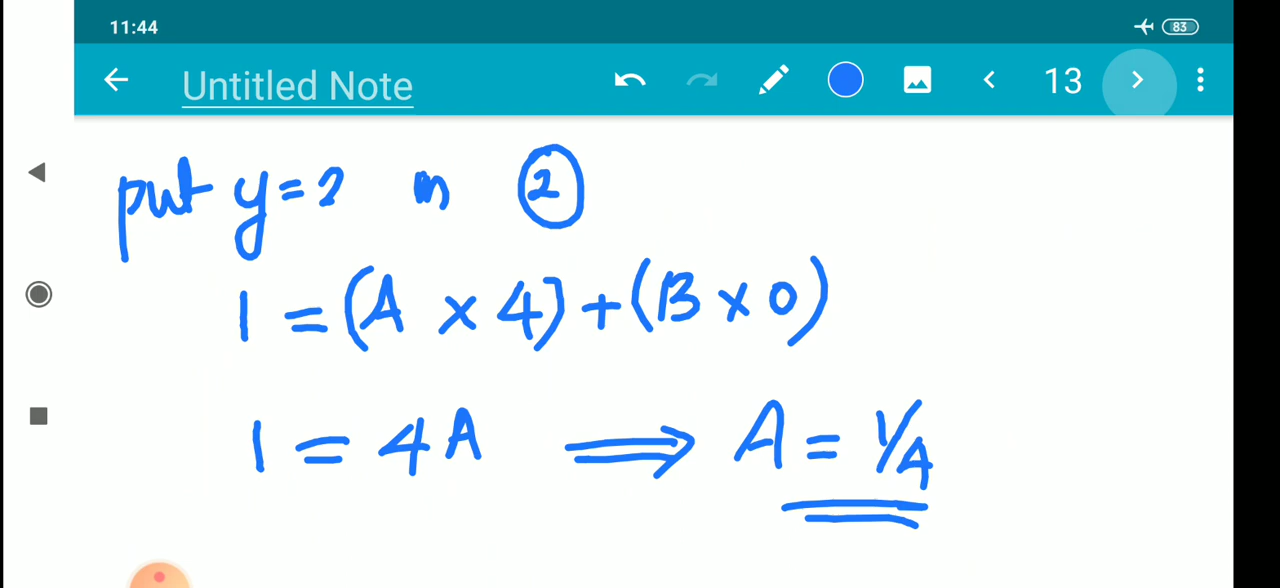 11:44 83
Untitled Note 13
put y=2 in 2
1 = (A × 4) + (B × 0)
1 = 4A ⟹ A = 1/4